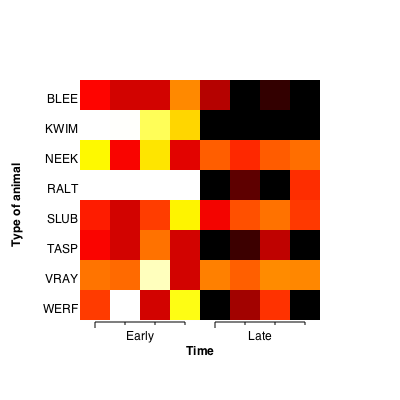 BLEE
KWIM
NEEK
RALT
SLUB
TASP
VRAY
WERF
Type of animal
Early Late
Time